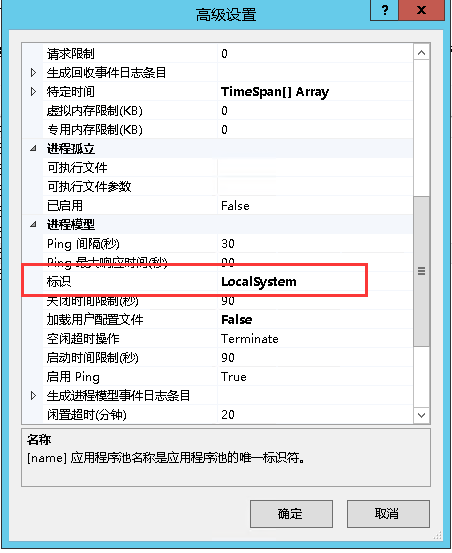 高级设置
?
x
请求限制 0
生成回收事件日志条目
特定时间 TimeSpan[] Array
虚拟内存限制(KB) 0
专用内存限制(KB) 0
进程孤立
可执行文件
可执行文件参数
已启用 False
进程模型
Ping 间隔(秒) 30
Ping 最大响应时间(秒) 90
标识 LocalSystem
关闭时间限制(秒) 90
加载用户配置文件 False
空闲超时操作 Terminate
启动时间限制(秒) 90
启用 Ping True
生成进程模型事件日志条目
闲置超时(分钟) 20
名称
[name] 应用程序池名称是应用程序池的唯一标识符。
确定 取消